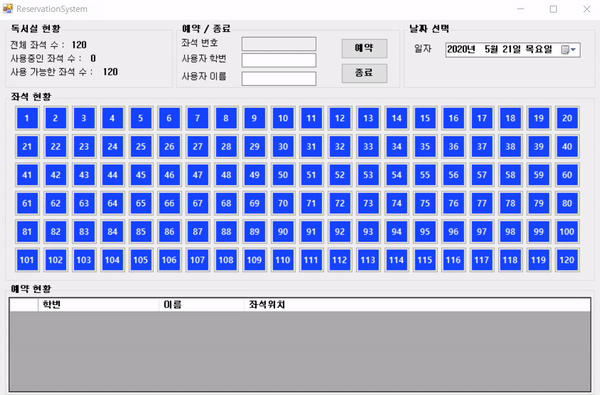 ReservationSystem
독서실 현황
전체 좌석 수 : 120
사용중인 좌석 수 : 0
사용 가능한 좌석 수 : 120
예약 / 종료
좌석 번호
사용자 학번
사용자 이름
예약
종료
날짜 선택
일자 2020년 5월 21일 목요일
좌석 현황
1 2 3 4 5 6 7 8 9 10 11 12 13 14 15 16 17 18 19 20
21 22 23 24 25 26 27 28 29 30 31 32 33 34 35 36 37 38 39 40
41 42 43 44 45 46 47 48 49 50 51 52 53 54 55 56 57 58 59 60
61 62 63 64 65 66 67 68 69 70 71 72 73 74 75 76 77 78 79 80
81 82 83 84 85 86 87 88 89 90 91 92 93 94 95 96 97 98 99 100
101 102 103 104 105 106 107 108 109 110 111 112 113 114 115 116 117 118 119 120
예약 현황
학번 이름 좌석위치